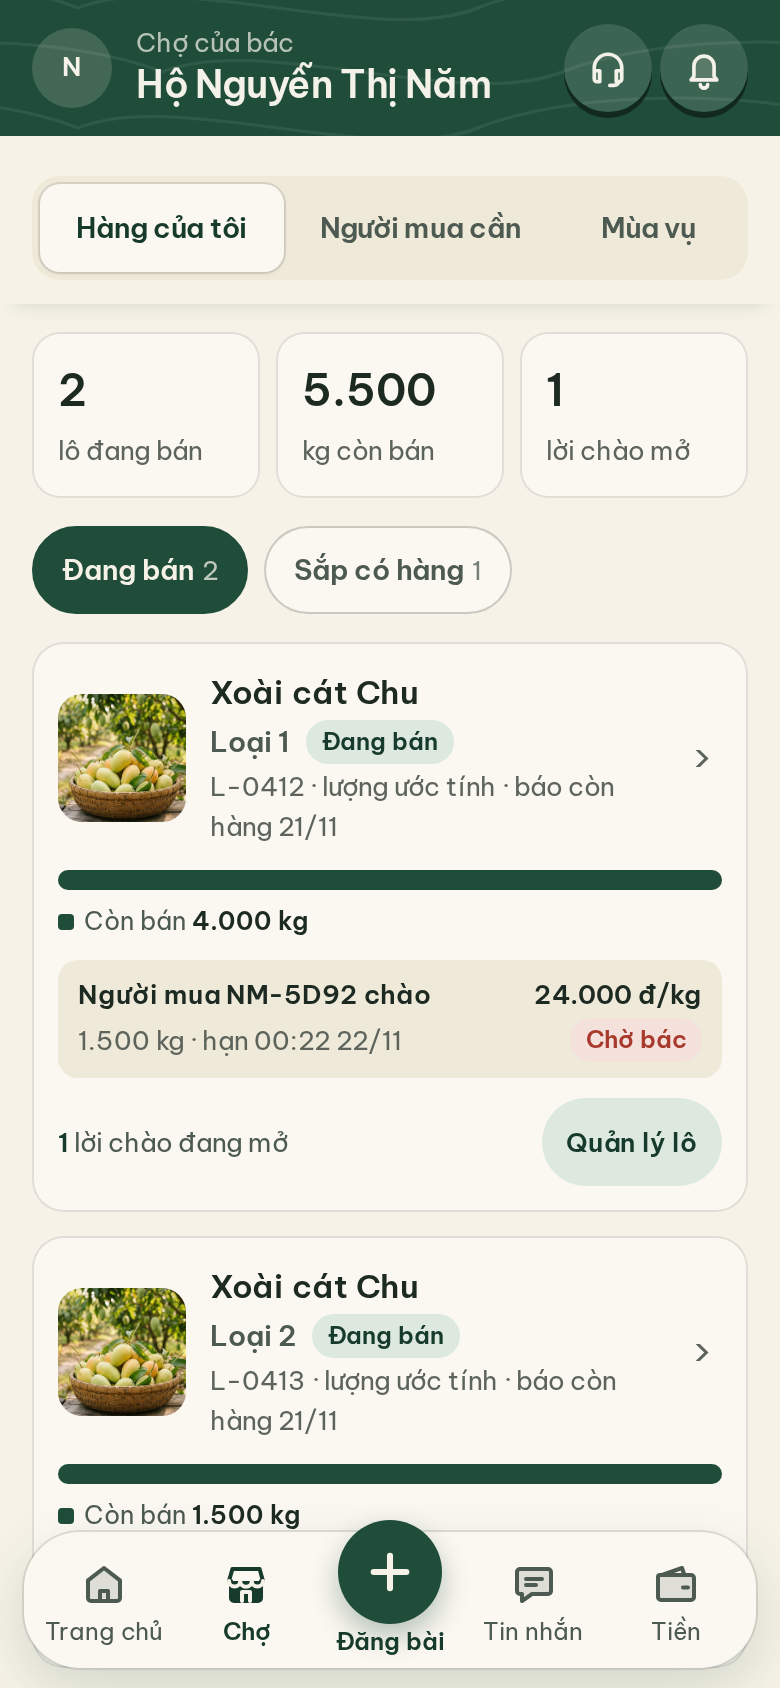 N
Chợ của bác
Hộ Nguyễn Thị Năm
Hàng của tôi
Người mua cần
Mùa vụ
2
lô đang bán
5.500
kg còn bán
1
lời chào mở
Đang bán 2
Sắp có hàng 1
Xoài cát Chu
Loại 1 Đang bán
L-0412 · lượng ước tính · báo còn
hàng 21/11
Còn bán 4.000 kg
Người mua NM-5D92 chào
24.000 đ/kg
1.500 kg · hạn 00:22 22/11
Chờ bác
1 lời chào đang mở
Quản lý lô
Xoài cát Chu
Loại 2 Đang bán
L-0413 · lượng ước tính · báo còn
hàng 21/11
Còn bán 1.500 kg
Trang chủ
Chợ
Đăng bài
Tin nhắn
Tiền